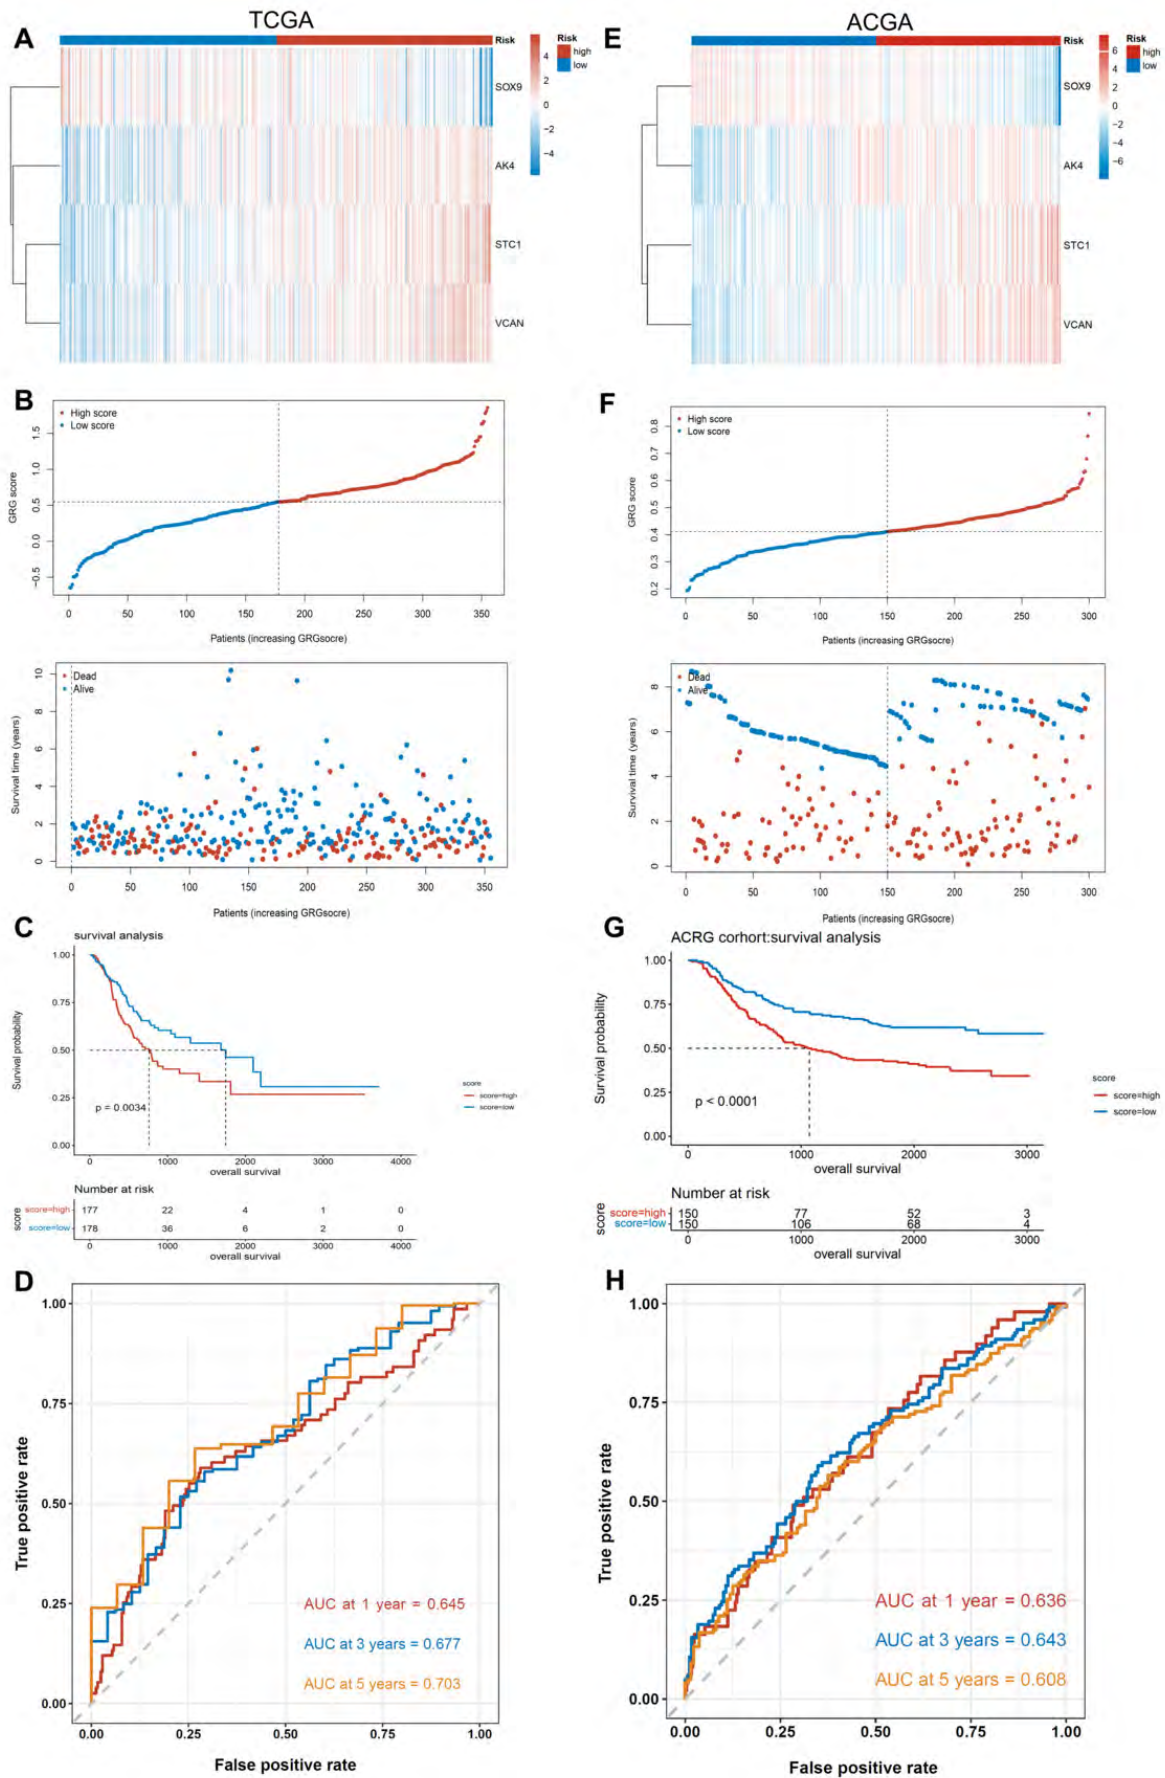 TCGA
A
Risk
4
2
0
−2
−4
Risk
high
low
SOX9
AK4
STC1
VCAN
B
High score
Low score
GRG score
1.5
1.0
0.5
0.0
−0.5
0 50 100 150 200 250 300 350
Patients (increasing GRGsocre)
Dead
Alive
Survival time (years)
10
8
6
4
2
0
0 50 100 150 200 250 300 350
Patients (increasing GRGsocre)
C
survival analysis
Survival probability
1.00
0.75
0.50
0.25
0.00
p = 0.0034
0 1000 2000 3000 4000
overall survival
score
score=high
score=low
Number at risk
score
score=high 177 22 4 1 0
score=low 178 36 6 2 0
0 1000 2000 3000 4000
overall survival
D
True positive rate
1.00
0.75
0.50
0.25
0.00
AUC at 1 year = 0.645
AUC at 3 years = 0.677
AUC at 5 years = 0.703
0.00 0.25 0.50 0.75 1.00
False positive rate
ACGA
E
Risk
6
4
2
0
−2
−4
−6
Risk
high
low
SOX9
AK4
STC1
VCAN
F
High score
Low score
GRG score
0.8
0.7
0.6
0.5
0.4
0.3
0.2
0 50 100 150 200 250 300
Patients (increasing GRGsocre)
Dead
Alive
Survival time (years)
8
6
4
2
0
0 50 100 150 200 250 300
Patients (increasing GRGsocre)
G
ACRG corhort:survival analysis
Survival probability
1.00
0.75
0.50
0.25
0.00
p < 0.0001
0 1000 2000 3000
overall survival
score
score=high
score=low
Number at risk
score
score=high 150 77 52 3
score=low 150 106 68 4
0 1000 2000 3000
overall survival
H
True positive rate
1.00
0.75
0.50
0.25
0.00
AUC at 1 year = 0.636
AUC at 3 years = 0.643
AUC at 5 years = 0.608
0.00 0.25 0.50 0.75 1.00
False positive rate